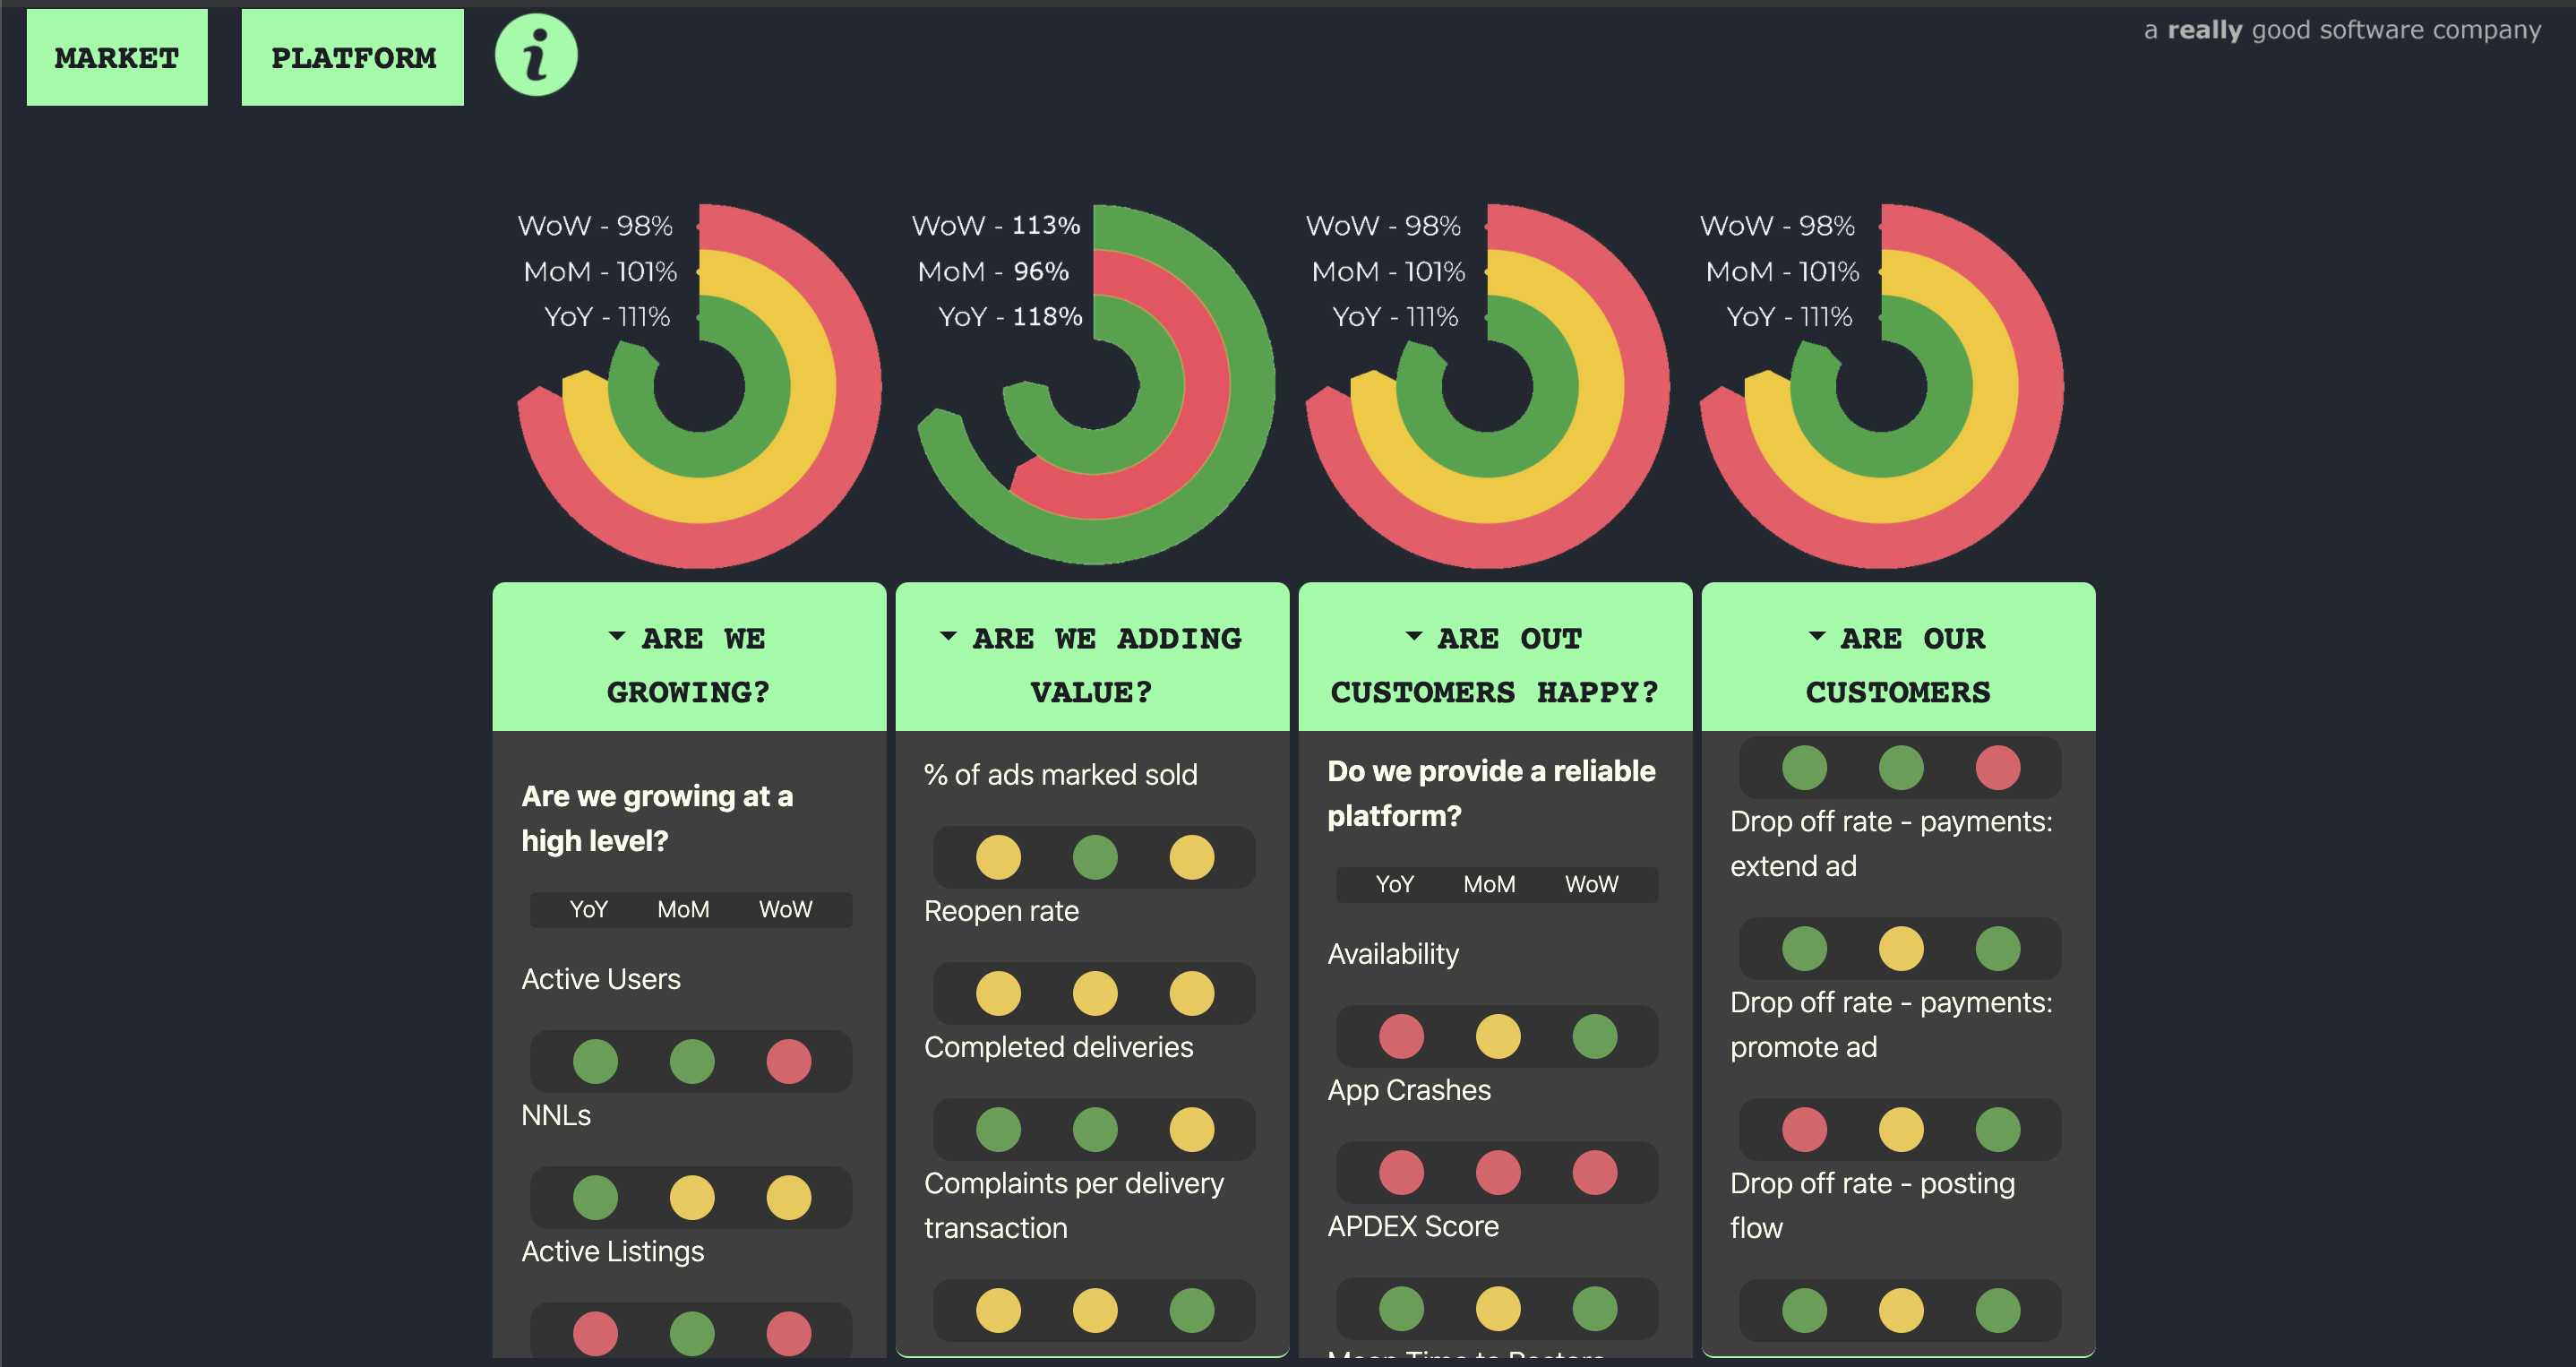 MARKET
PLATFORM
i
a really good software company
WoW - 98%
MoM - 101%
YoY - 111%
WoW - 113%
MoM - 96%
YoY - 118%
WoW - 98%
MoM - 101%
YoY - 111%
WoW - 98%
MoM - 101%
YoY - 111%
ARE WE
GROWING?
Are we growing at a
high level?
YoY MoM WoW
Active Users
NNLs
Active Listings
ARE WE ADDING
VALUE?
% of ads marked sold
Reopen rate
Completed deliveries
Complaints per delivery
transaction
ARE OUT
CUSTOMERS HAPPY?
Do we provide a reliable
platform?
YoY MoM WoW
Availability
App Crashes
APDEX Score
Mean Time to Restore
ARE OUR
CUSTOMERS
Drop off rate - payments:
extend ad
Drop off rate - payments:
promote ad
Drop off rate - posting
flow